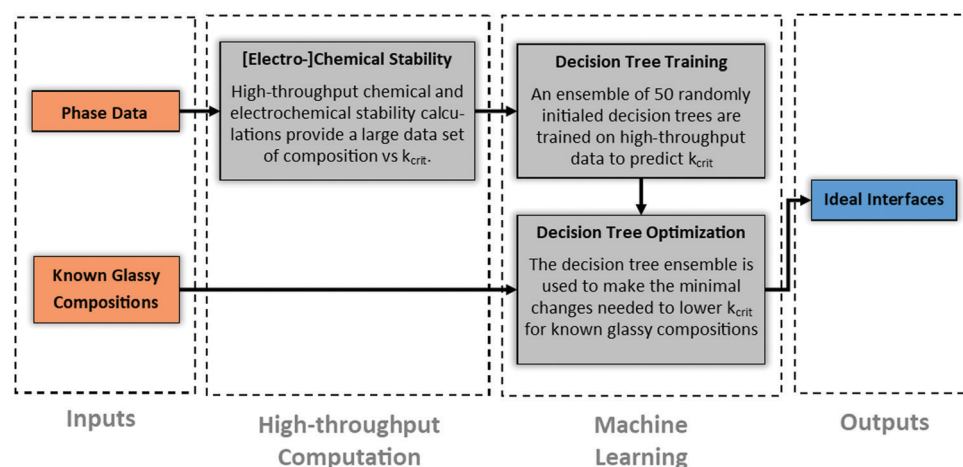 Phase Data
Known Glassy
Compositions
[Electro-]Chemical Stability
High-throughput chemical and
electrochemical stability calcu-
lations provide a large data set
of composition vs kcrit.
Decision Tree Training
An ensemble of 50 randomly
initialed decision trees are
trained on high-throughput
data to predict kcrit
Decision Tree Optimization
The decision tree ensemble is
used to make the minimal
changes needed to lower kcrit
for known glassy compositions
Ideal Interfaces
Inputs
High-throughput
Computation
Machine
Learning
Outputs